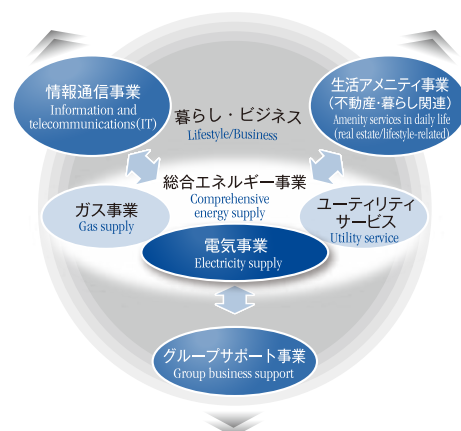 情報通信事業
Information and
telecommunications(IT)
生活アメニティ事業
(不動産・暮らし関連)
Amenity services in daily life
(real estate/lifestyle-related)
暮らし・ビジネス
Lifestyle/Business
総合エネルギー事業
Comprehensive
energy supply
ガス事業
Gas supply
ユーティリティ
サービス
Utility service
電気事業
Electricity supply
グループサポート事業
Group business support